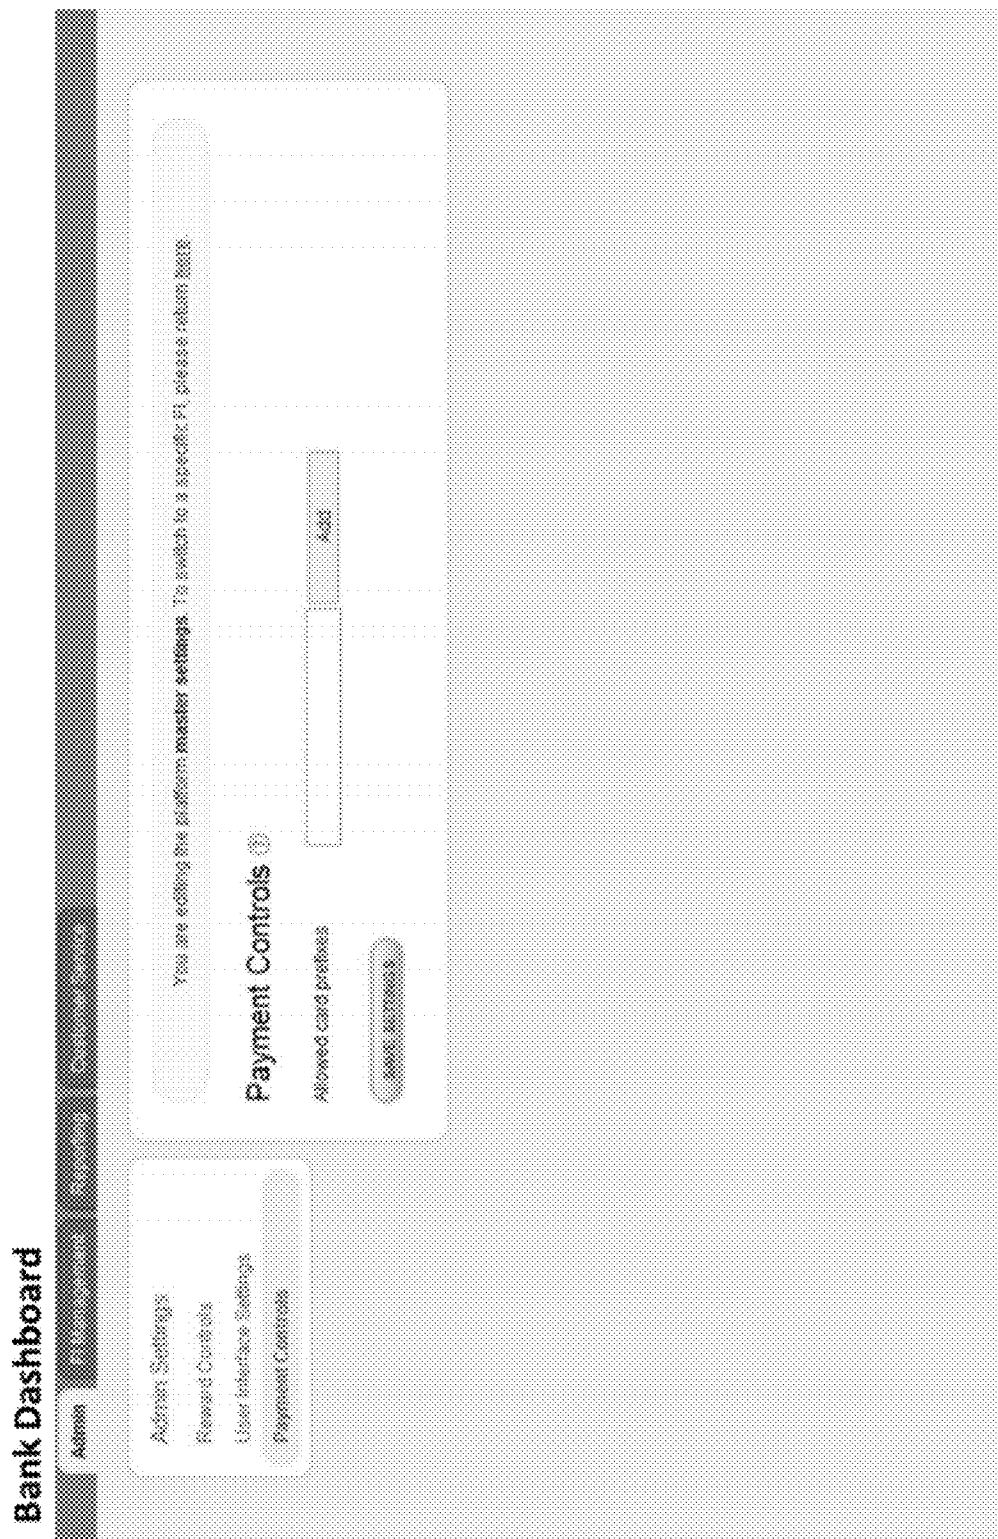 Bank Dashboard
Admin
Admin Settings
Reward Controls
User Interface Settings
Payment Controls
You are editing the platform master settings. To switch to a specific FI, please return here.
Payment Controls ?
Allowed card prefixes
Add